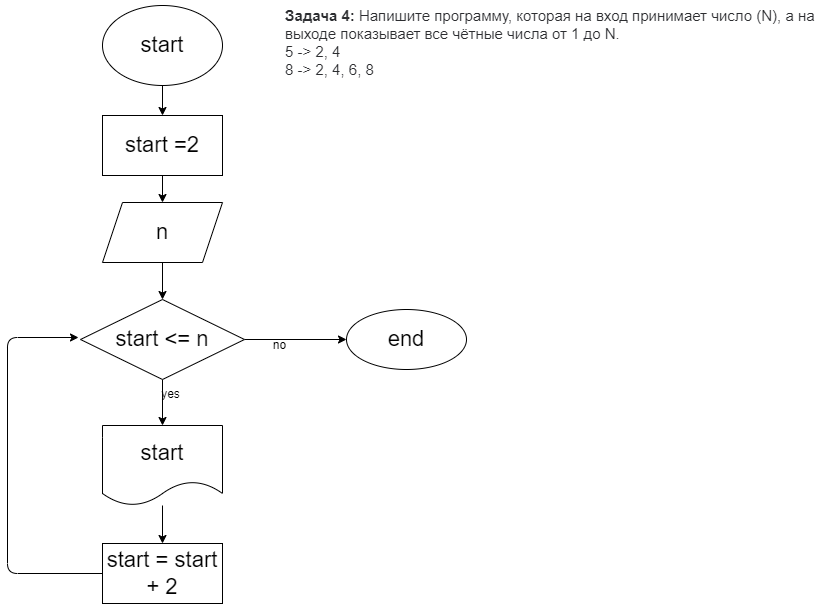 start
Задача 4: Напишите программу, которая на вход принимает число (N), а на
выходе показывает все чётные числа от 1 до N.
5 -> 2, 4
8 -> 2, 4, 6, 8
start =2
n
start <= n
no
end
yes
start
start = start
+ 2